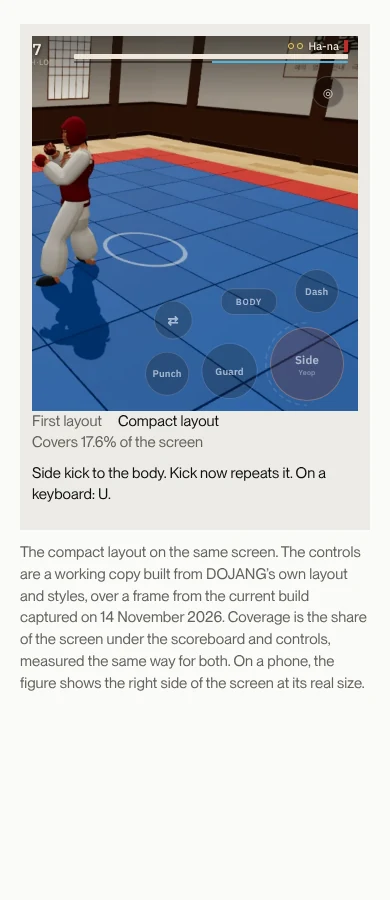 7
Ha-na
Dash
BODY
Side
Yeop
Guard
Punch
First layout Compact layout
Covers 17.6% of the screen
Side kick to the body. Kick now repeats it. On a
keyboard: U.
The compact layout on the same screen. The controls
are a working copy built from DOJANG’s own layout
and styles, over a frame from the current build
captured on 14 November 2026. Coverage is the share
of the screen under the scoreboard and controls,
measured the same way for both. On a phone, the
figure shows the right side of the screen at its real size.